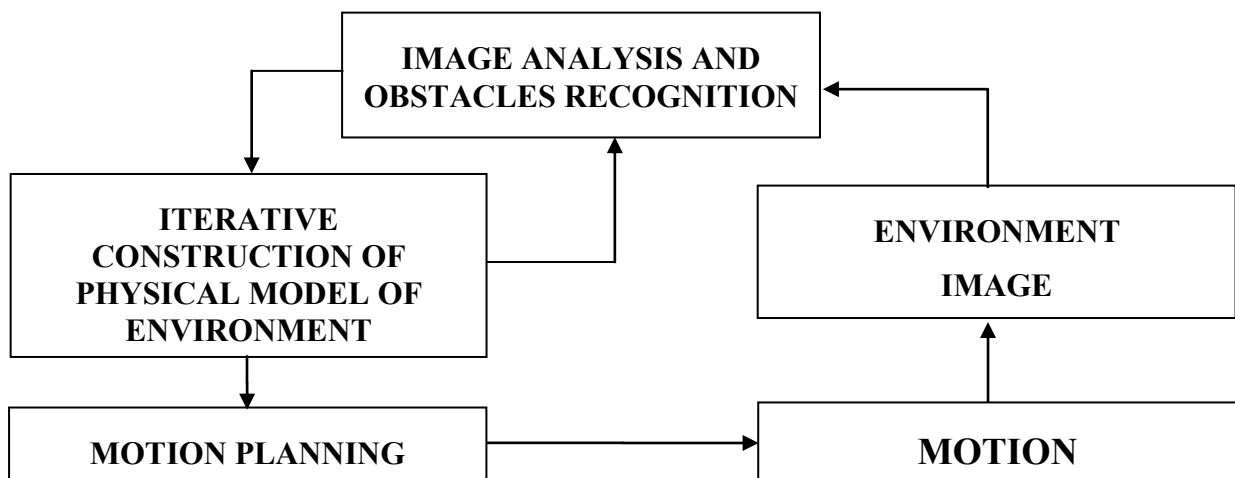 IMAGE ANALYSIS AND
OBSTACLES RECOGNITION
ITERATIVE
CONSTRUCTION OF
PHYSICAL MODEL OF
ENVIRONMENT
ENVIRONMENT
IMAGE
MOTION PLANNING
MOTION